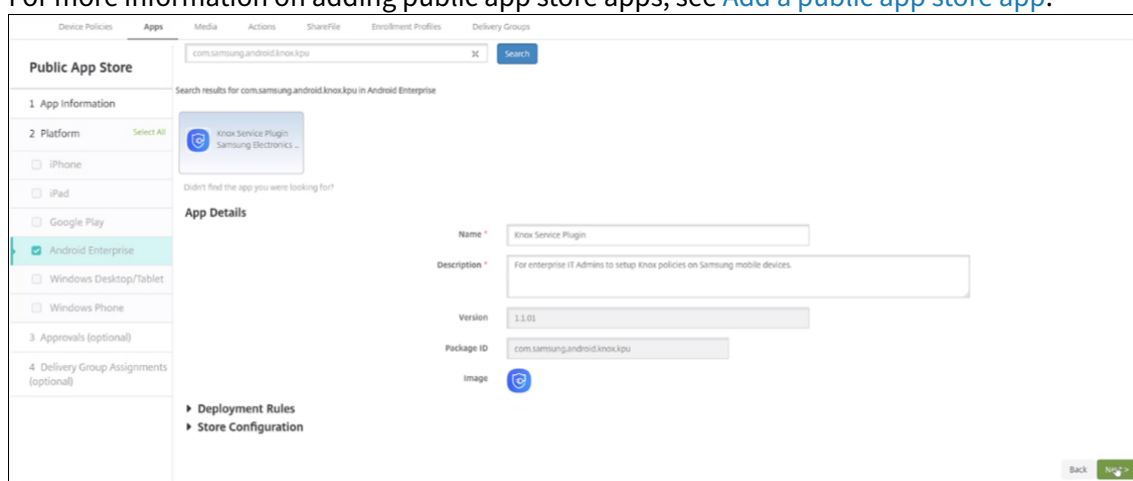 For more information on adding public app store apps, see Add a public app store app.
Device Policies Apps Media Actions ShareFile Enrollment Profiles Delivery Groups
com.samsung.android.knox.kpu Search
Public App Store
Search results for com.samsung.android.knox.kpu in Android Enterprise
1 App Information
2 Platform Select All
Knox Service Plugin
Samsung Electronics ...
iPhone
iPad
Didn't find the app you were looking for?
Google Play
App Details
Name * Knox Service Plugin
Android Enterprise
Description * For enterprise IT Admins to setup Knox policies on Samsung mobile devices.
Windows Desktop/Tablet
Windows Phone
Version 1.1.01
3 Approvals (optional)
Package ID com.samsung.android.knox.kpu
4 Delivery Group Assignments
(optional)
Image
Deployment Rules
Store Configuration
Back Next >